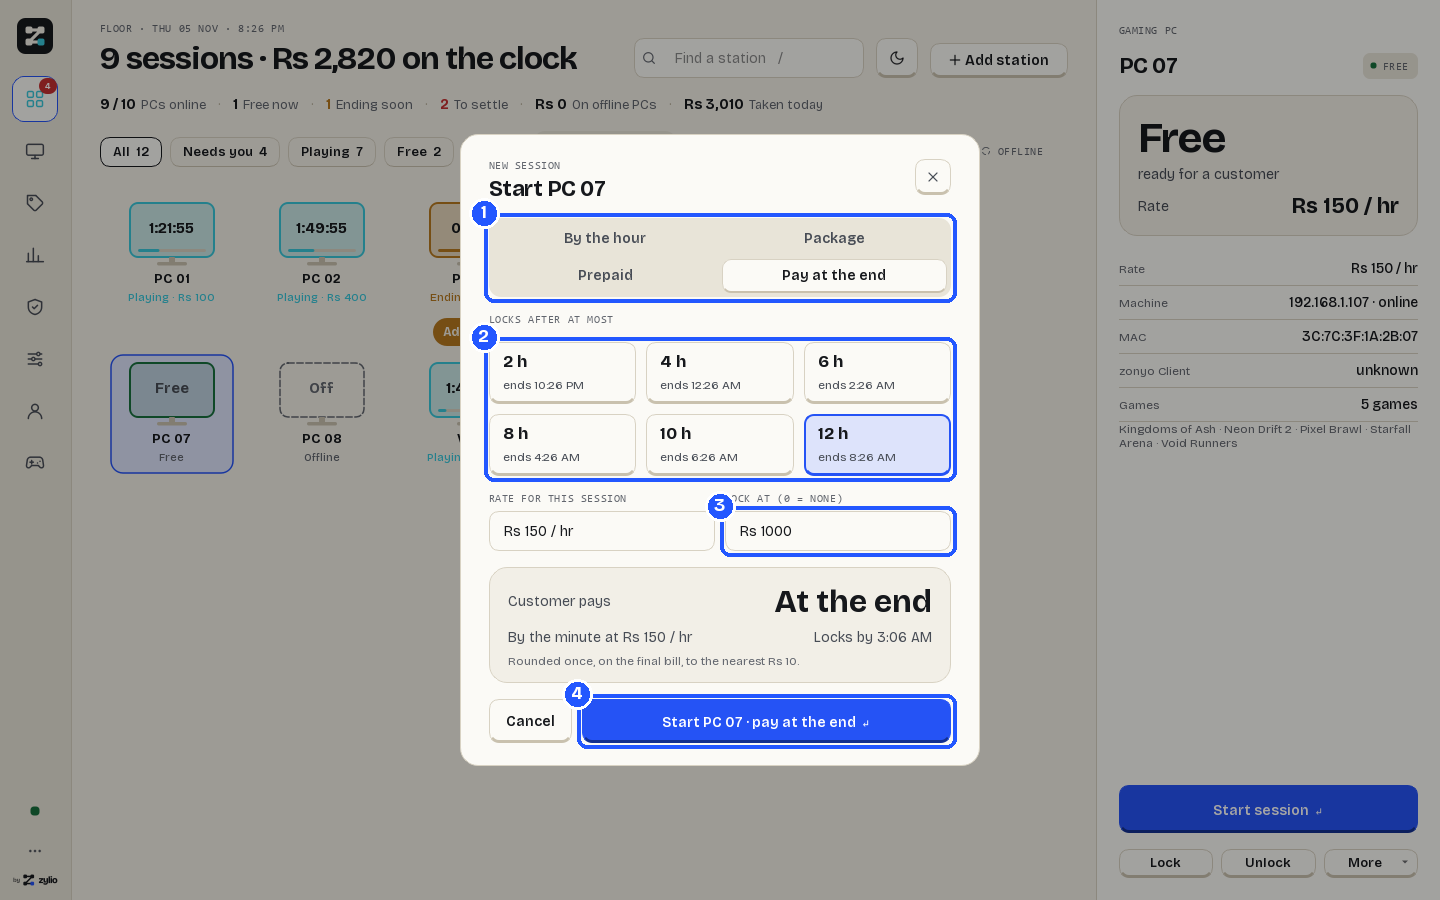 FLOOR · THU 05 NOV · 8:26 PM
9 sessions · Rs 2,820 on the clock
Find a station /
+ Add station
9 / 10 PCs online · 1 Free now · 1 Ending soon · 2 To settle · Rs 0 On offline PCs · Rs 3,010 Taken today
All 12
Needs you 4
Playing 7
Free 2
OFFLINE
4
1:21:55
PC 01
Playing · Rs 100
1:49:55
PC 02
Playing · Rs 400
Free
PC 07
Free
Off
PC 08
Offline
by zylio
NEW SESSION
Start PC 07
1
By the hour
Package
Prepaid
Pay at the end
LOCKS AFTER AT MOST
2
2 h
ends 10:26 PM
4 h
ends 12:26 AM
6 h
ends 2:26 AM
8 h
ends 4:26 AM
10 h
ends 6:26 AM
12 h
ends 8:26 AM
RATE FOR THIS SESSION
Rs 150 / hr
3
AT (0 = NONE)
Rs 1000
Customer pays
At the end
By the minute at Rs 150 / hr
Locks by 3:06 AM
Rounded once, on the final bill, to the nearest Rs 10.
4
Cancel
Start PC 07 · pay at the end
GAMING PC
PC 07
FREE
Free
ready for a customer
Rate Rs 150 / hr
Rate Rs 150 / hr
Machine 192.168.1.107 · online
MAC 3C:7C:3F:1A:2B:07
zonyo Client unknown
Games 5 games
Kingdoms of Ash · Neon Drift 2 · Pixel Brawl · Starfall
Arena · Void Runners
Start session
Lock
Unlock
More